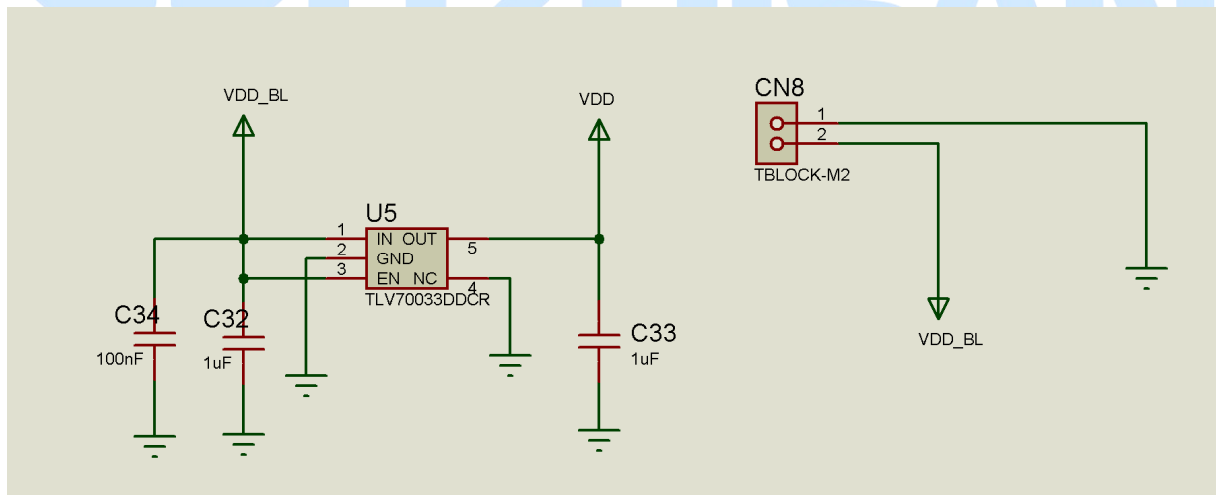 VDD_BL
VDD
CN8
1
2
TBLOCK-M2
U5
1
IN OUT
5
2
GND
3
EN NC
4
TLV70033DDCR
C34
100nF
C32
1uF
C33
1uF
VDD_BL